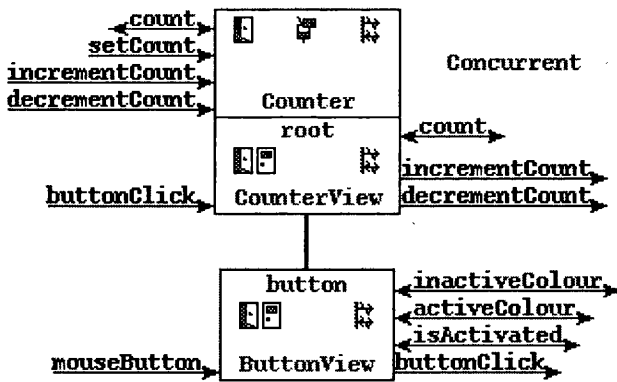 count
setCount
incrementCount
decrementCount
Counter
Concurrent
root
count
incrementCount
buttonClick
CounterView
decrementCount
button
inactiveColour
activeColour
isActivated
mouseButton
ButtonView
buttonClick